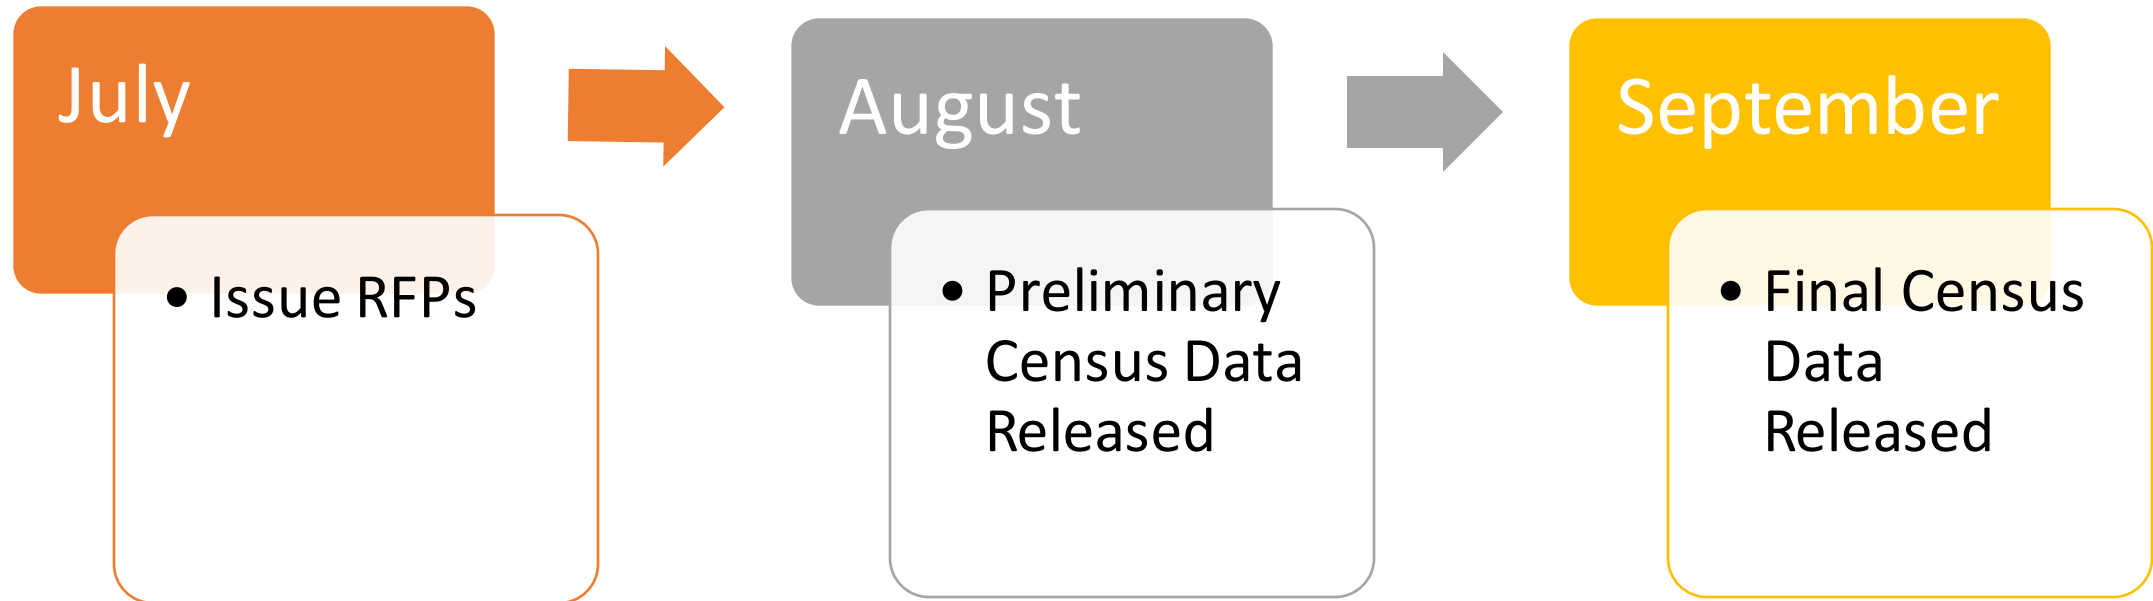 July
• Issue RFPs
August
• Preliminary
Census Data
Released
September
• Final Census
Data
Released